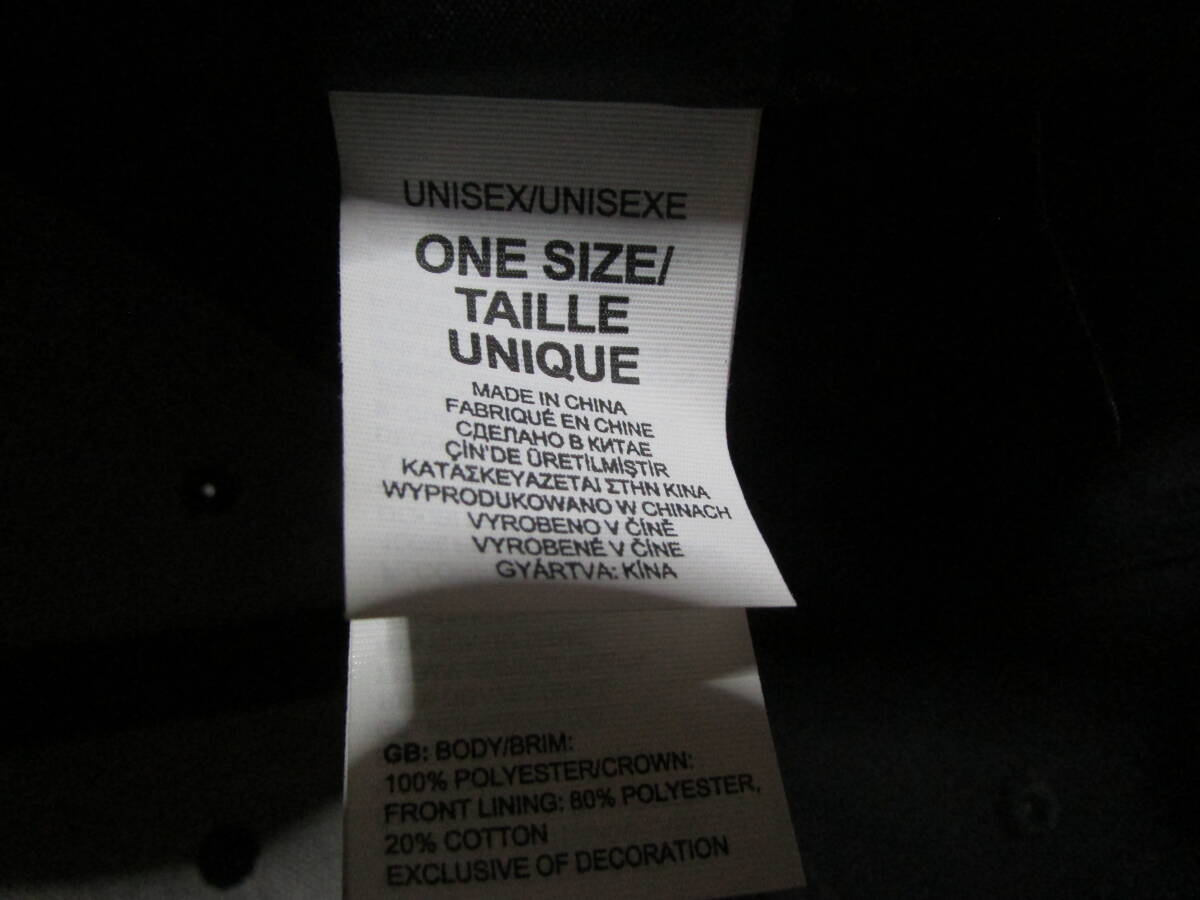 UNISEX/UNISEXE
ONE SIZE/
TAILLE
UNIQUE
MADE IN CHINA
FABRIQUÉ EN CHINE
СДЕЛАНО В КИТАЕ
ÇİN'DE ÜRETİLMİŞTİR
ΚΑΤΑΣΚΕΥΑΖΕΤΑΙ ΣΤΗΝ ΚΙΝΑ
WYPRODUKOWANO W CHINACH
VYROBENO V ČÍNĚ
VYROBENÉ V ČÍNE
GYÁRTVA: KÍNA
GB: BODY/BRIM:
100% POLYESTER/CROWN:
FRONT LINING: 80% POLYESTER,
20% COTTON
EXCLUSIVE OF DECORATION